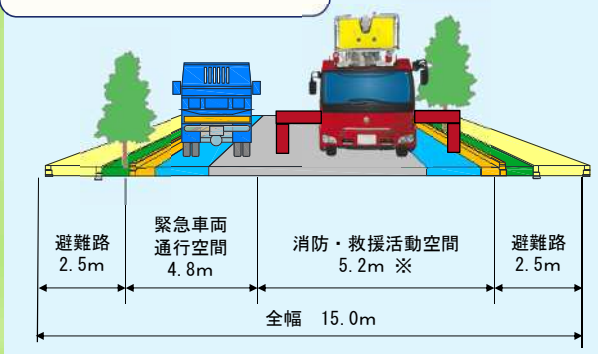 避難路
2.5m
緊急車両
通行空間
4.8m
消防・救援活動空間
5.2m ※
避難路
2.5m
全幅 15.0m